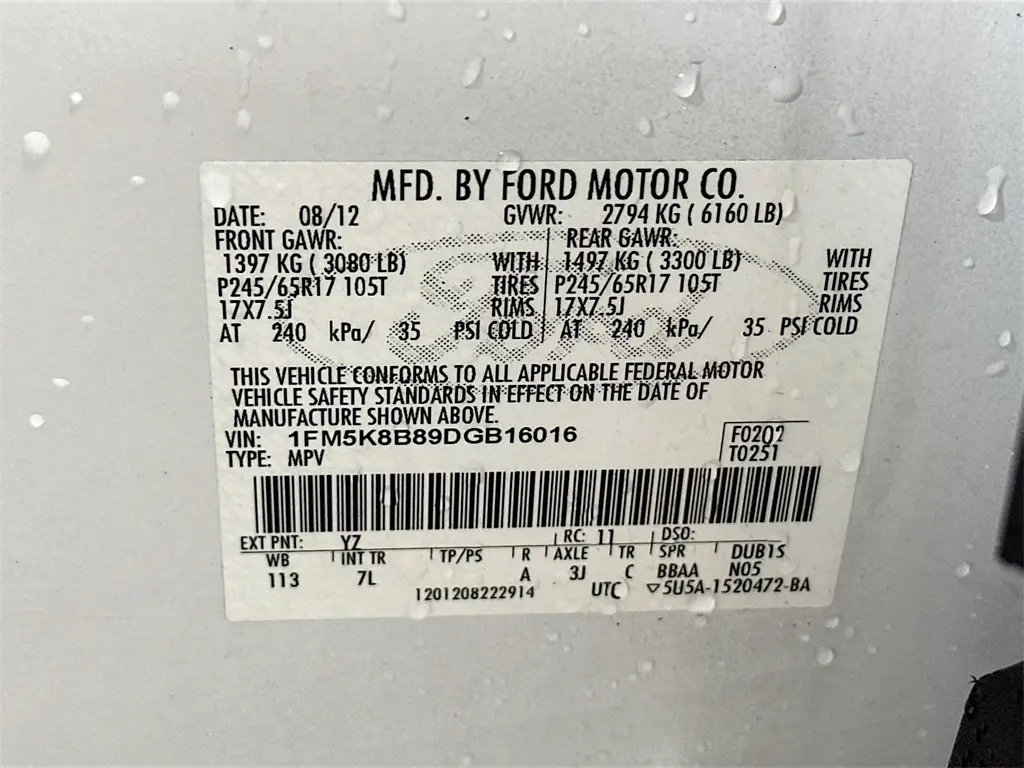 MFD. BY FORD MOTOR CO.
DATE: 08/12 GVWR: 2794 KG ( 6160 LB)
FRONT GAWR: REAR GAWR:
1397 KG ( 3080 LB) WITH 1497 KG ( 3300 LB) WITH
P245/65R17 105T TIRES P245/65R17 105T TIRES
17X7.5J RIMS 17X7.5J RIMS
AT 240 kPa/ 35 PSI COLD AT 240 kPa/ 35 PSI COLD
Ford
THIS VEHICLE CONFORMS TO ALL APPLICABLE FEDERAL MOTOR
VEHICLE SAFETY STANDARDS IN EFFECT ON THE DATE OF
MANUFACTURE SHOWN ABOVE.
VIN: 1FM5K8B89DGB16016 F0202
TYPE: MPV T0251
EXT PNT: YZ RC: 11 DSO:
WB INT TR TP/PS R AXLE TR SPR DUB1S
113 7L A 3J C BBAA N05
1201208222914 UTC ▽5U5A-1520472-BA